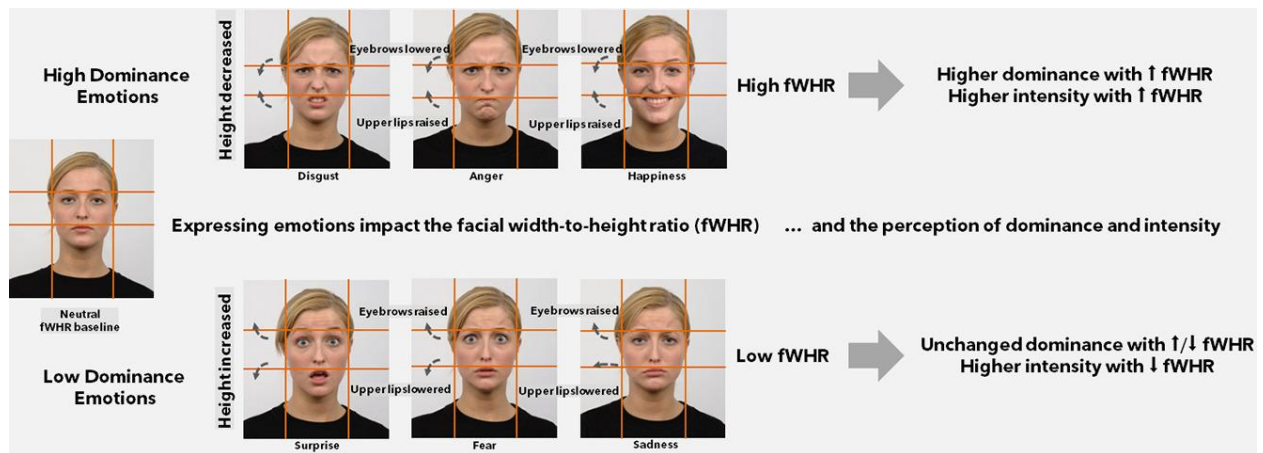 High Dominance
Emotions
Height decreased
Eyebrows lowered
Eyebrows lowered
Upper lips raised
Upper lips raised
Disgust
Anger
Happiness
High fWHR
Higher dominance with ↑ fWHR
Higher intensity with ↑ fWHR
Neutral
fWHR baseline
Expressing emotions impact the facial width-to-height ratio (fWHR)
... and the perception of dominance and intensity
Low Dominance
Emotions
Height increased
Eyebrows raised
Eyebrows raised
Upper lips lowered
Upper lips lowered
Surprise
Fear
Sadness
Low fWHR
Unchanged dominance with ↑/↓ fWHR
Higher intensity with ↓ fWHR